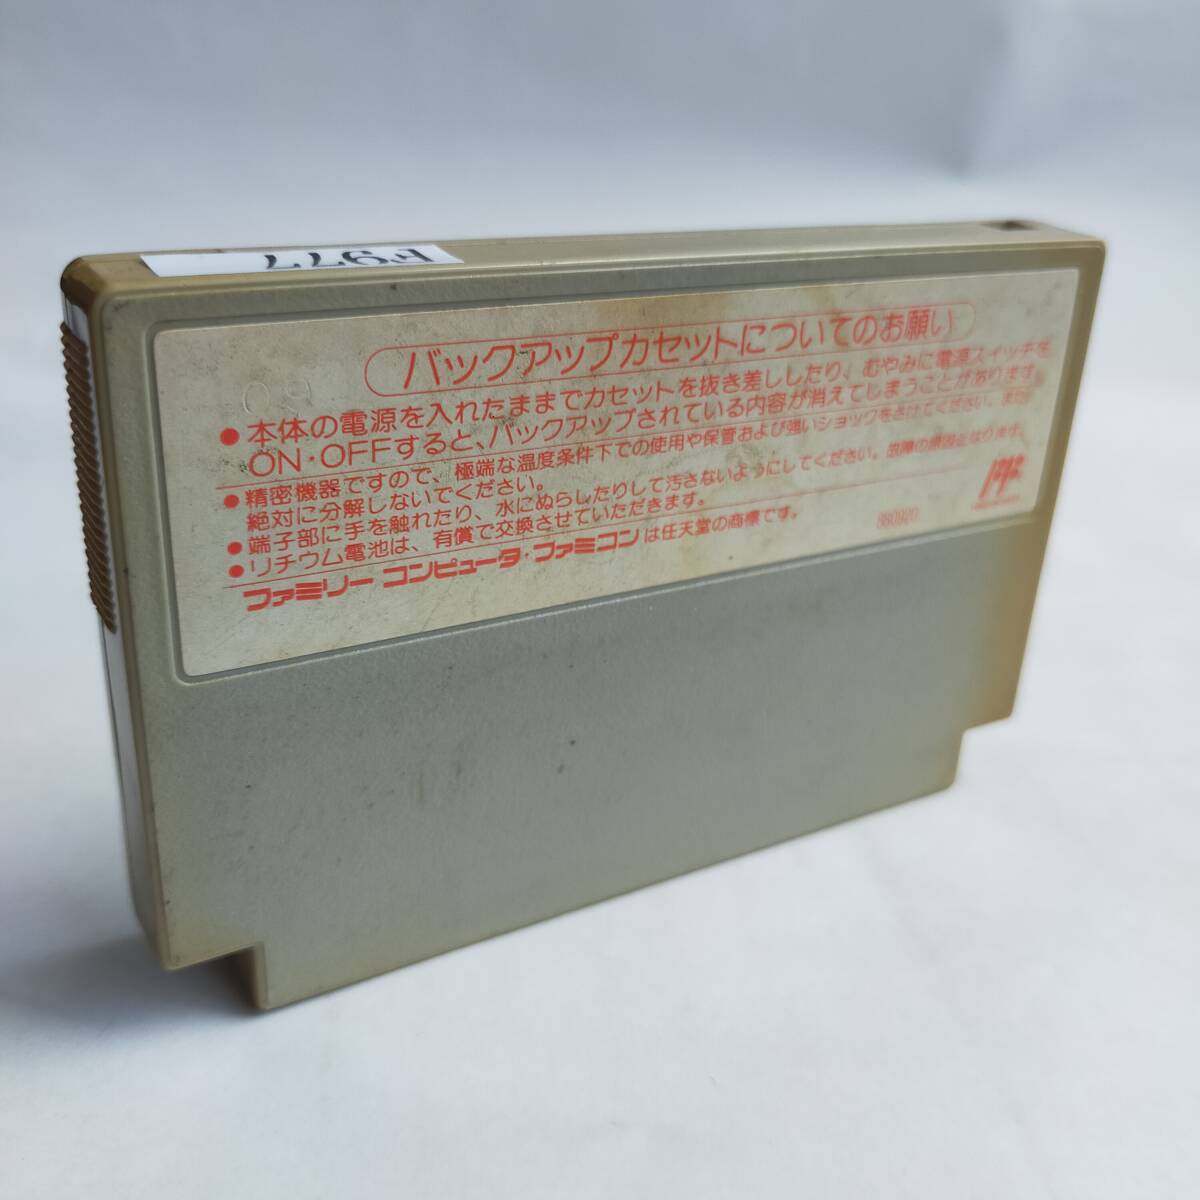 F977
09
バックアップカセットについてのお願い
●本体の電源を入れたままでカセットを抜き差ししたり、むやみに電源スイッチを
ON・OFFすると、バックアップされている内容が消えてしまうことがあります。
●精密機器ですので、極端な温度条件下での使用や保管および強いショックをさけてください。また、
絶対に分解しないでください。
●端子部に手を触れたり、水にぬらしたりして汚さないようにしてください。故障の原因となります。
●リチウム電池は、有償で交換させていただきます。
ファミリー コンピュータ・ファミコンは任天堂の商標です。
880920